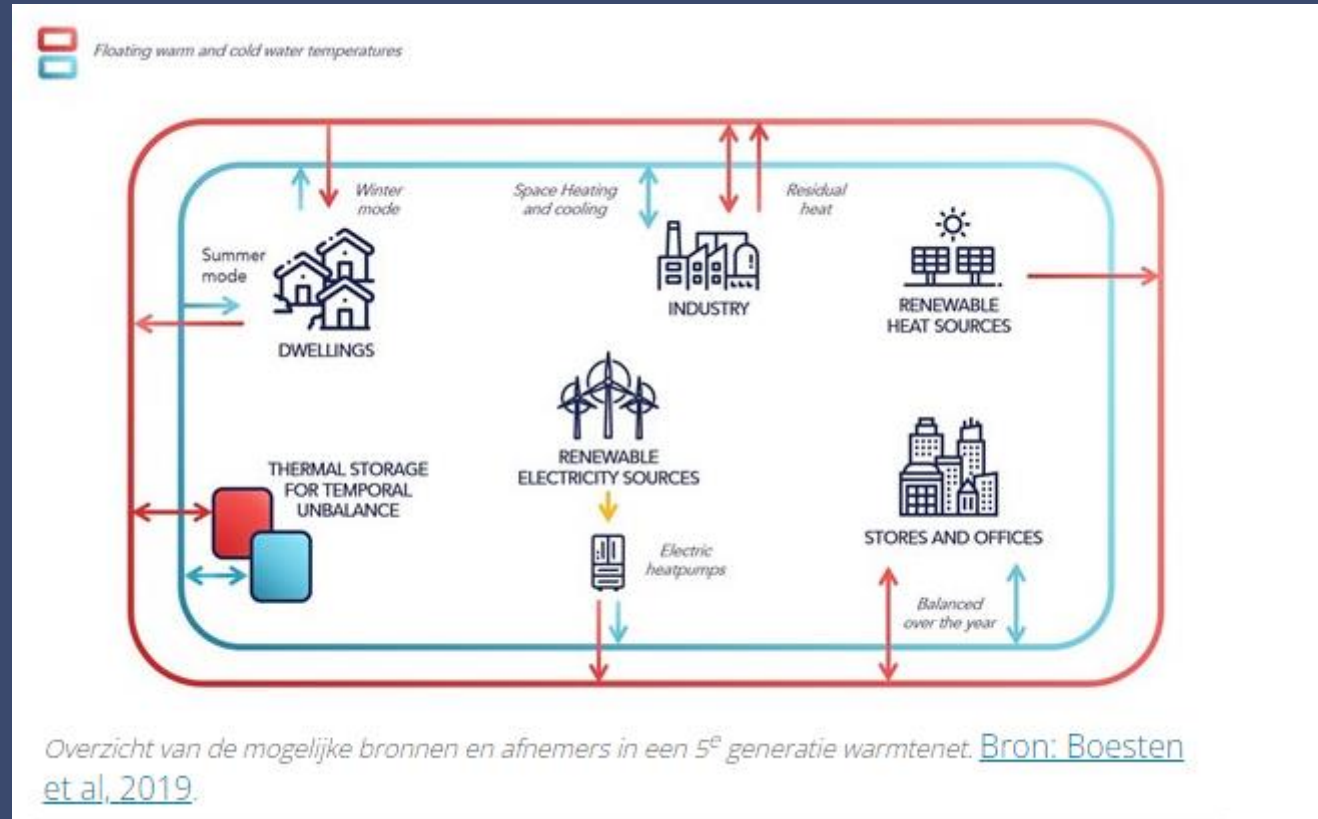 Floating warm and cold water temperatures
Winter
mode
Space Heating
and cooling
Residual
heat
Summer
mode
DWELLINGS
INDUSTRY
RENEWABLE
HEAT SOURCES
THERMAL STORAGE
FOR TEMPORAL
UNBALANCE
RENEWABLE
ELECTRICITY SOURCES
Electric
heatpumps
STORES AND OFFICES
Balanced
over the year
Overzicht van de mogelijke bronnen en afnemers in een 5e generatie warmtenet. Bron: Boesten
et al, 2019.